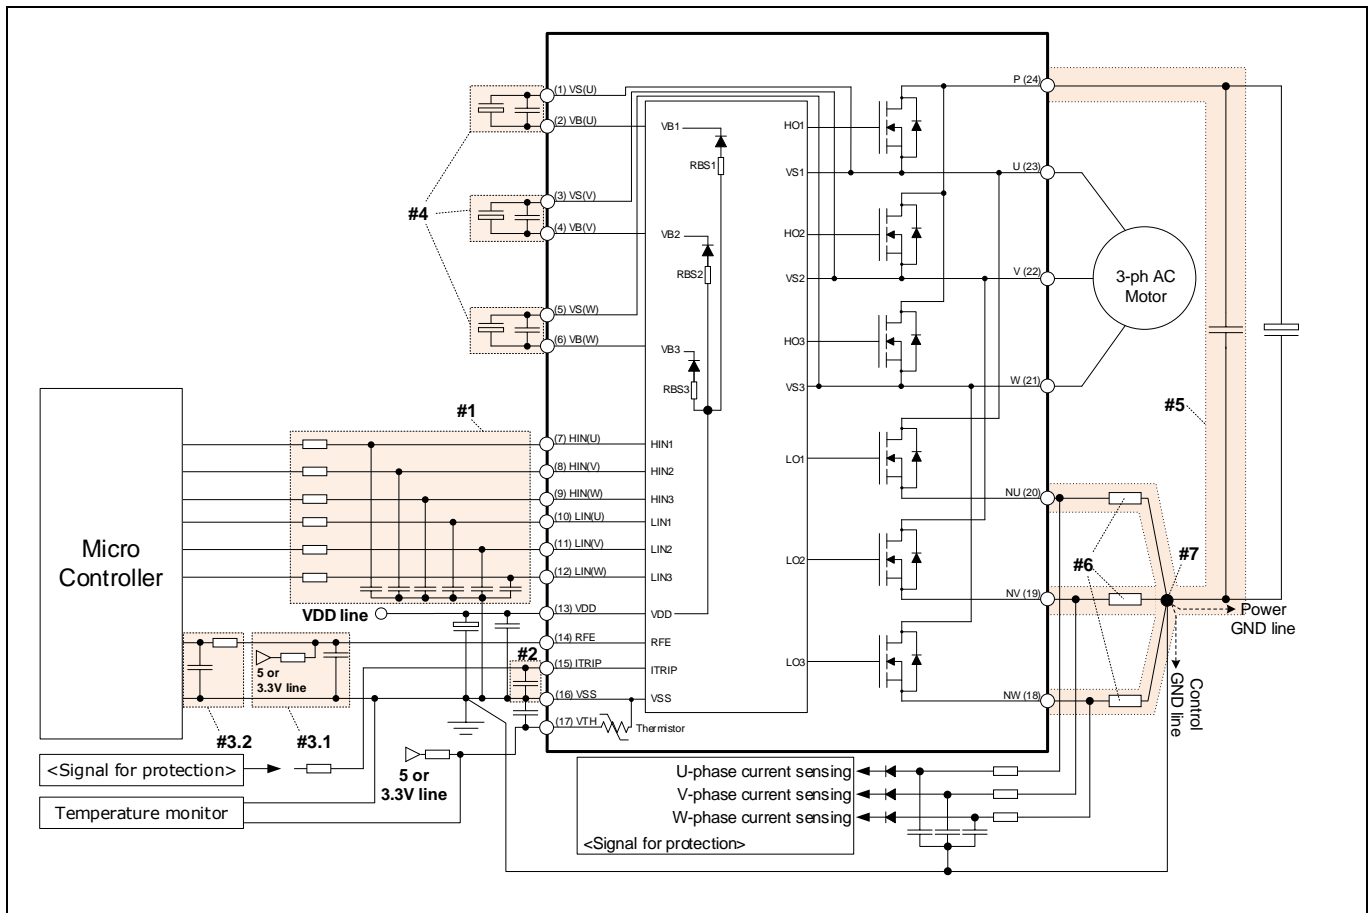 (1) VS(U)
(2) VB(U)
(3) VS(V)
(4) VB(V)
(5) VS(W)
(6) VB(W)
#4
VB1
RBS1
VB2
RBS2
VB3
RBS3
HO1
VS1
HO2
VS2
HO3
VS3
LO1
LO2
LO3
P (24)
U (23)
V (22)
W (21)
NU (20)
NV (19)
NW (18)
3-ph AC
Motor
#5
#6
#7
Power
GND line
Control
GND line
Micro
Controller
#1
(7) HIN(U)
(8) HIN(V)
(9) HIN(W)
(10) LIN(U)
(11) LIN(V)
(12) LIN(W)
(13) VDD
(14) RFE
(15) ITRIP
(16) VSS
(17) VTH
HIN1
HIN2
HIN3
LIN1
LIN2
LIN3
VDD
RFE
ITRIP
VSS
Thermistor
VDD line
#2
5 or
3.3V line
#3.2
#3.1
<Signal for protection>
Temperature monitor
5 or
3.3V line
U-phase current sensing
V-phase current sensing
W-phase current sensing
<Signal for protection>